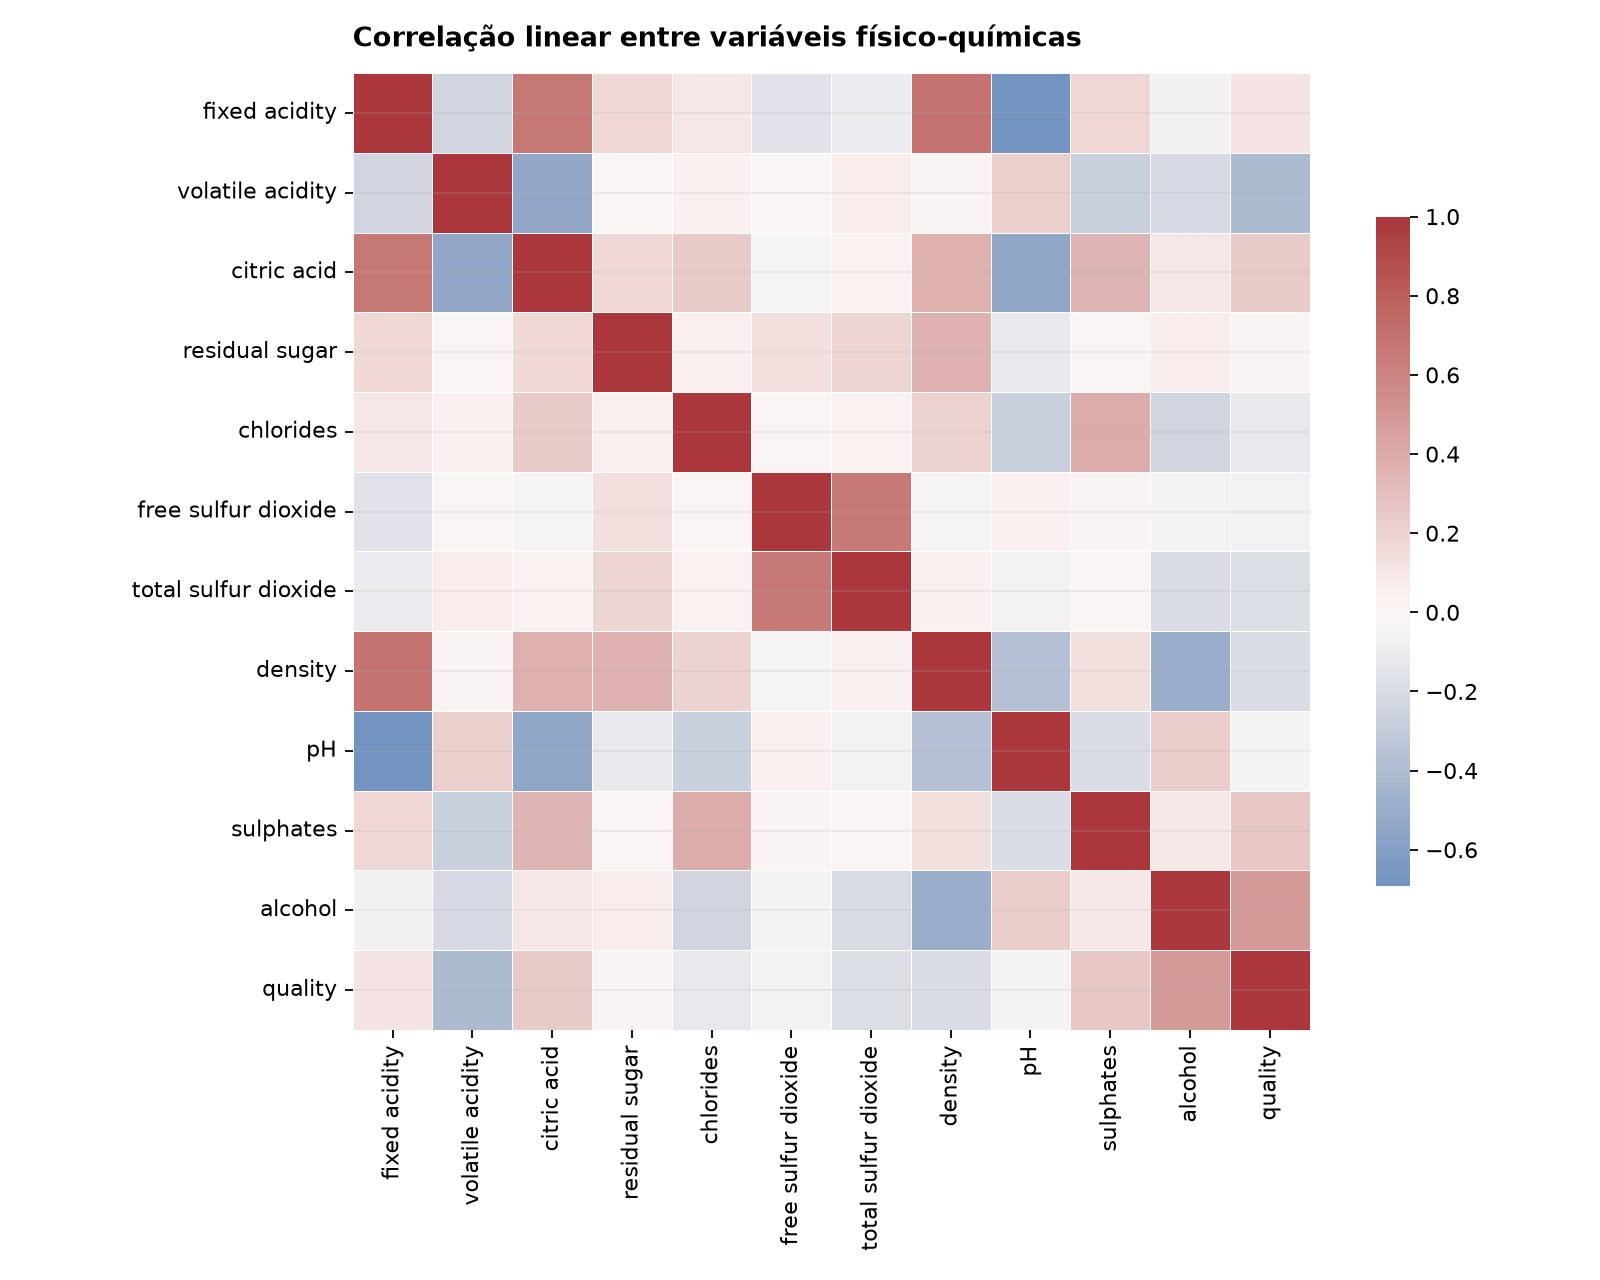 Correlação linear entre variáveis físico-químicas
fixed acidity
volatile acidity
citric acid
residual sugar
chlorides
free sulfur dioxide
total sulfur dioxide
density
pH
sulphates
alcohol
quality
fixed acidity
volatile acidity
citric acid
residual sugar
chlorides
free sulfur dioxide
total sulfur dioxide
density
pH
sulphates
alcohol
quality
1.0
0.8
0.6
0.4
0.2
0.0
−0.2
−0.4
−0.6